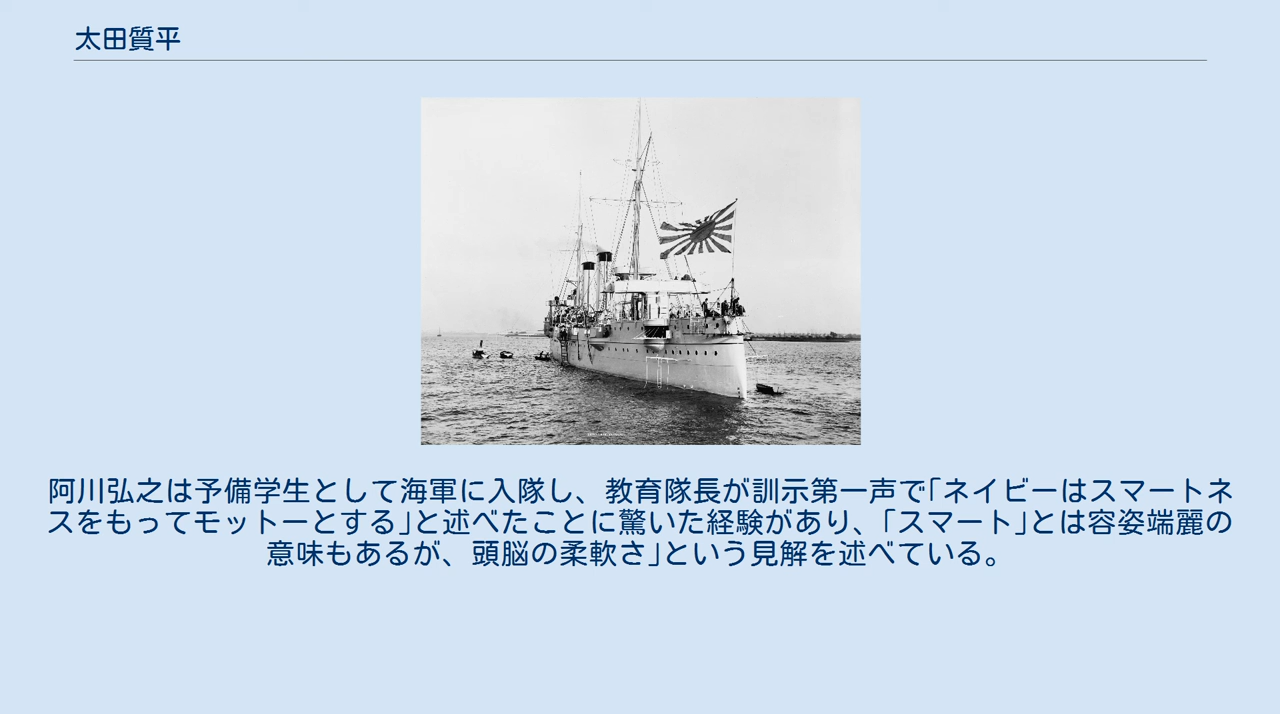 太田質平
阿川弘之は予備学生として海軍に入隊し、教育隊長が訓示第一声で｢ネイビーはスマートネ
スをもってモットーとする｣と述べたことに驚いた経験があり、｢スマート｣とは容姿端麗の
意味もあるが、頭脳の柔軟さ｣という見解を述べている。